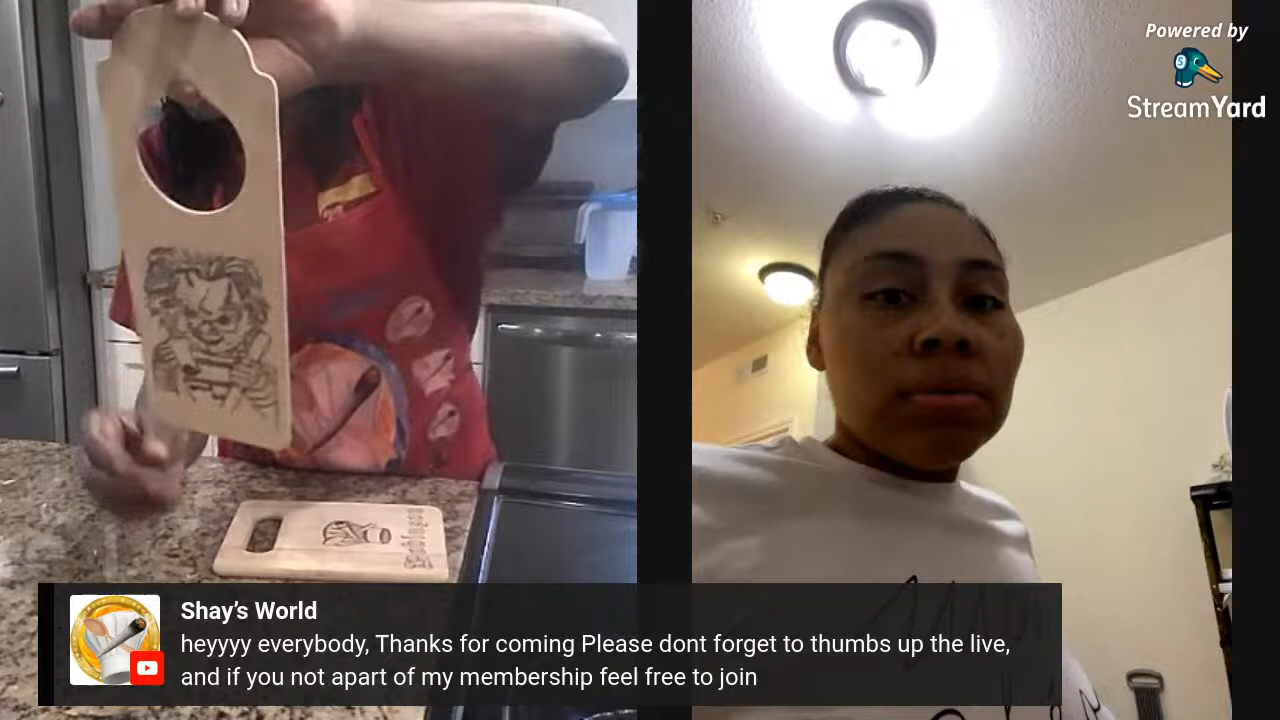 Powered by
StreamYard
Shay's World
heyyyy everybody, Thanks for coming Please dont forget to thumbs up the live,
and if you not apart of my membership feel free to join